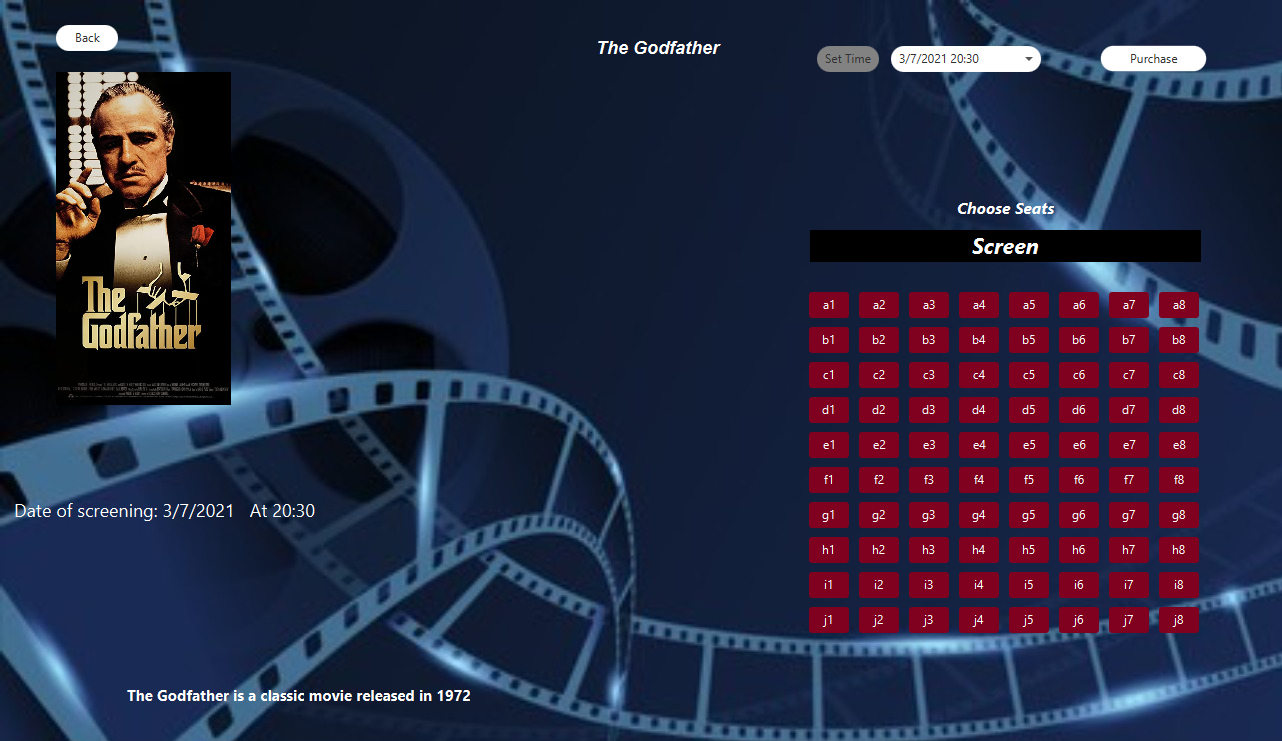 Back
The Godfather
Set Time
3/7/2021 20:30
Purchase
The
Godfather
Choose Seats
Screen
a1 a2 a3 a4 a5 a6 a7 a8
b1 b2 b3 b4 b5 b6 b7 b8
c1 c2 c3 c4 c5 c6 c7 c8
d1 d2 d3 d4 d5 d6 d7 d8
e1 e2 e3 e4 e5 e6 e7 e8
f1 f2 f3 f4 f5 f6 f7 f8
g1 g2 g3 g4 g5 g6 g7 g8
h1 h2 h3 h4 h5 h6 h7 h8
i1 i2 i3 i4 i5 i6 i7 i8
j1 j2 j3 j4 j5 j6 j7 j8
Date of screening: 3/7/2021 At 20:30
The Godfather is a classic movie released in 1972